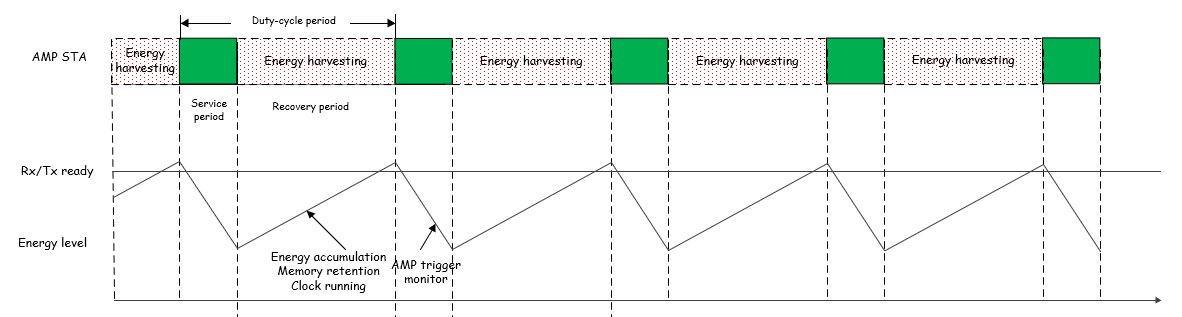 Duty-cycle period
AMP STA
Energy
harvesting
Energy harvesting
Energy harvesting
Energy harvesting
Energy harvesting
Service
period
Recovery period
Rx/Tx ready
Energy level
Energy accumulation
Memory retention
Clock running
AMP trigger
monitor